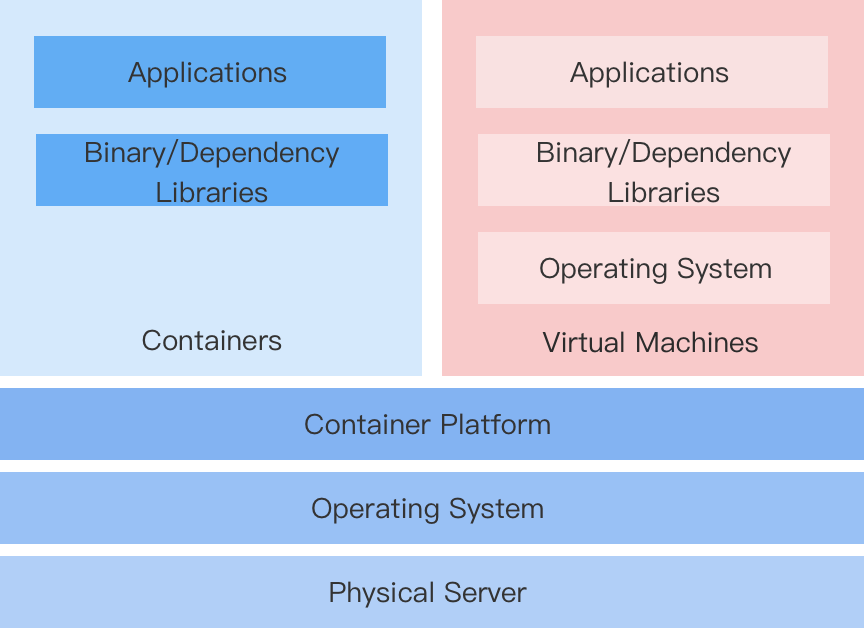 Applications
Binary/Dependency
Libraries
Containers
Applications
Binary/Dependency
Libraries
Operating System
Virtual Machines
Container Platform
Operating System
Physical Server